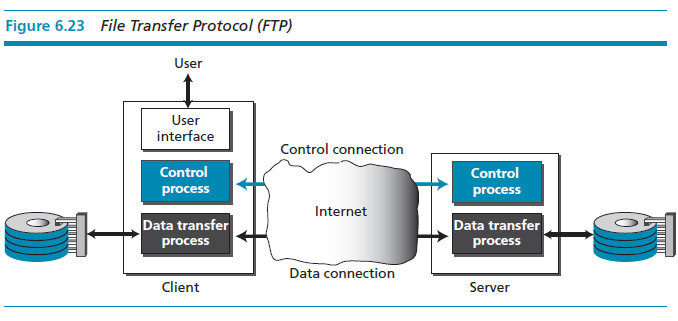 Figure 6.23 File Transfer Protocol (FTP)
User
User
interface
Control connection
Control
process
Control
process
Internet
Data transfer
process
Data transfer
process
Data connection
Client
Server